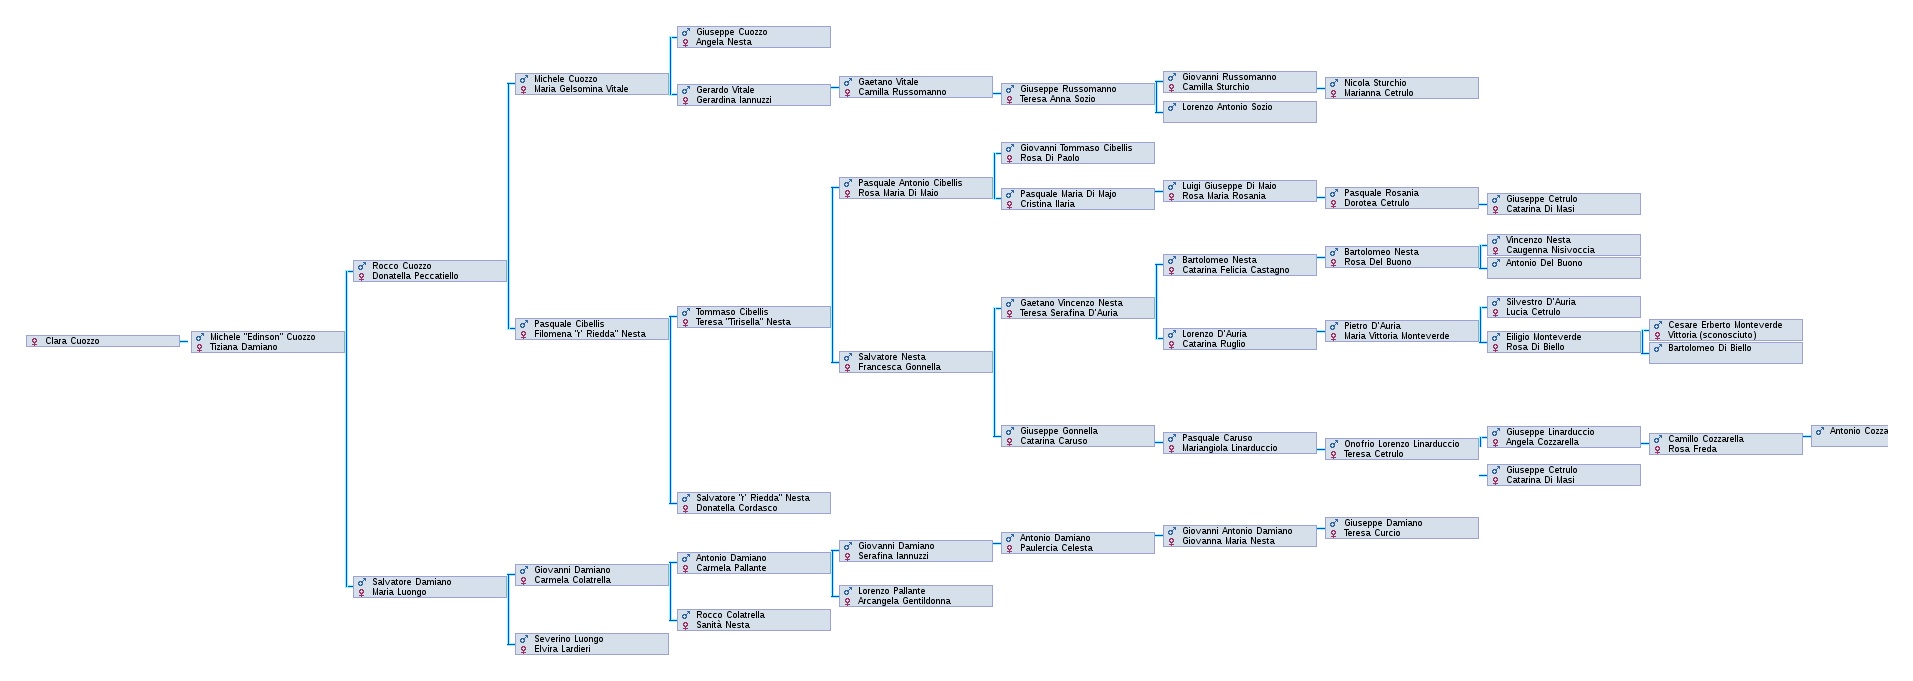 Clara Cuozzo
Michele "Edinson" Cuozzo
Tiziana Damiano
Rocco Cuozzo
Donatella Peccatiello
Salvatore Damiano
Maria Luongo
Michele Cuozzo
Maria Gelsomina Vitale
Pasquale Cibellis
Filomena "r' Riedda" Nesta
Giovanni Damiano
Carmela Colatrella
Severino Luongo
Elvira Lardieri
Giuseppe Cuozzo
Angela Nesta
Gerardo Vitale
Gerardina Iannuzzi
Tommaso Cibellis
Teresa "Tirisella" Nesta
Salvatore "r' Riedda" Nesta
Donatella Cordasco
Antonio Damiano
Carmela Pallante
Rocco Colatrella
Sanità Nesta
Gaetano Vitale
Camilla Russomanno
Pasquale Antonio Cibellis
Rosa Maria Di Maio
Salvatore Nesta
Francesca Gonnella
Giovanni Damiano
Serafina Iannuzzi
Lorenzo Pallante
Arcangela Gentildonna
Giuseppe Russomanno
Teresa Anna Sozio
Giovanni Tommaso Cibellis
Rosa Di Paolo
Pasquale Maria Di Majo
Cristina Ilaria
Gaetano Vincenzo Nesta
Teresa Serafina D'Auria
Giuseppe Gonnella
Catarina Caruso
Antonio Damiano
Paulercia Celesta
Giovanni Russomanno
Camilla Sturchio
Lorenzo Antonio Sozio
Luigi Giuseppe Di Maio
Rosa Maria Rosania
Bartolomeo Nesta
Catarina Felicia Castagno
Lorenzo D'Auria
Catarina Ruglio
Pasquale Caruso
Mariangiola Linarduccio
Giovanni Antonio Damiano
Giovanna Maria Nesta
Nicola Sturchio
Marianna Cetrulo
Pasquale Rosania
Dorotea Cetrulo
Bartolomeo Nesta
Rosa Del Buono
Pietro D'Auria
Maria Vittoria Monteverde
Onofrio Lorenzo Linarduccio
Teresa Cetrulo
Giuseppe Damiano
Teresa Curcio
Giuseppe Cetrulo
Catarina Di Masi
Vincenzo Nesta
Caugenna Nisivoccia
Antonio Del Buono
Silvestro D'Auria
Lucia Cetrulo
Eiligio Monteverde
Rosa Di Biello
Giuseppe Linarduccio
Angela Cozzarella
Giuseppe Cetrulo
Catarina Di Masi
Cesare Erberto Monteverde
Vittoria (sconosciuto)
Bartolomeo Di Biello
Camillo Cozzarella
Rosa Freda
Antonio Cozza